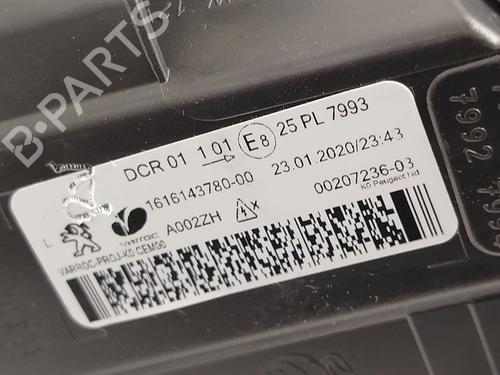 B-PARTS
DCR 01 1 01 E8 25 PL 7993
1616143780-00 23.01.2020/23:43
L varroc A002ZH 00207236-03
VARROC-PROJ-K0 CEM00 K0 Peugeot
7992